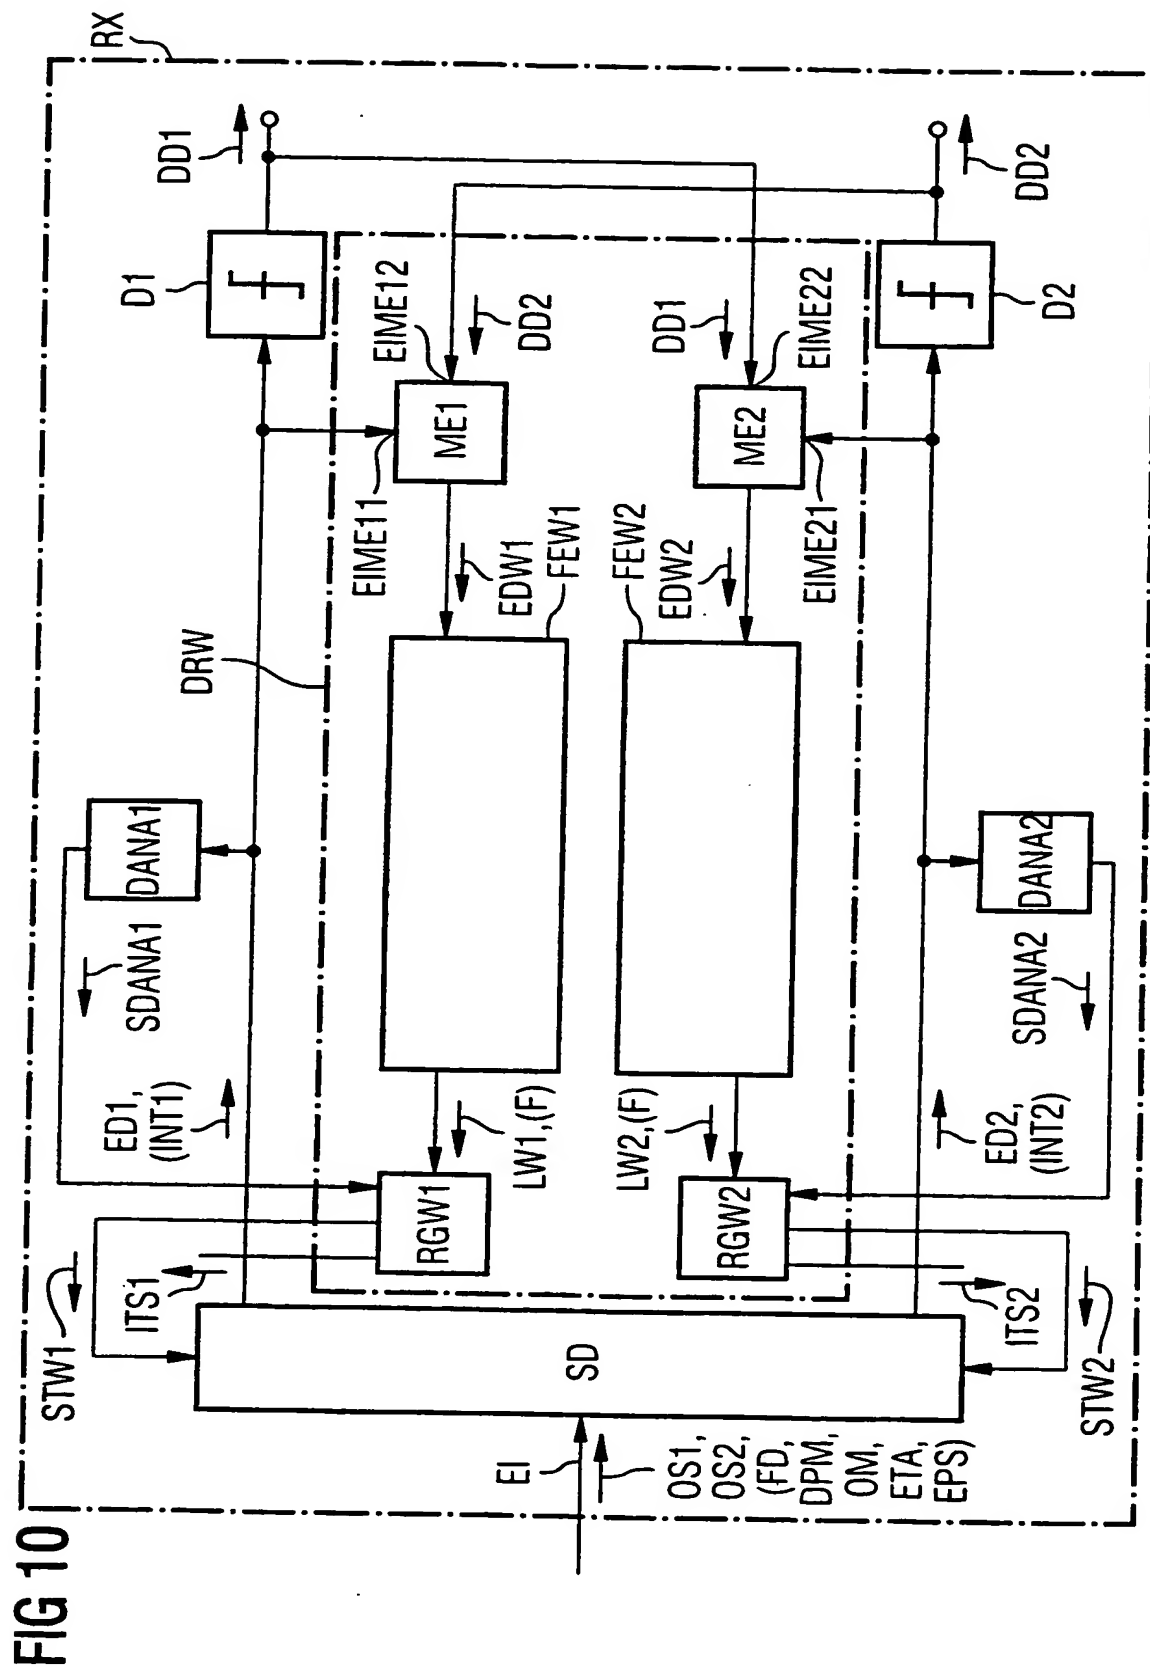 FIG 10
RX
DD1
D1
DRW
DANA1
SDANA1
ED1,
(INT1)
STW1
ITS1
EIME12
DD2
ME1
EIME11
EDW1
FEW1
LW1,(F)
RGW1
SD
EI
OS1,
OS2,
(FD,
DPM,
OM,
ETA,
EPS)
DD1
EIME22
ME2
EIME21
EDW2
FEW2
LW2,(F)
RGW2
ITS2
STW2
ED2,
(INT2)
SDANA2
DANA2
D2
DD2